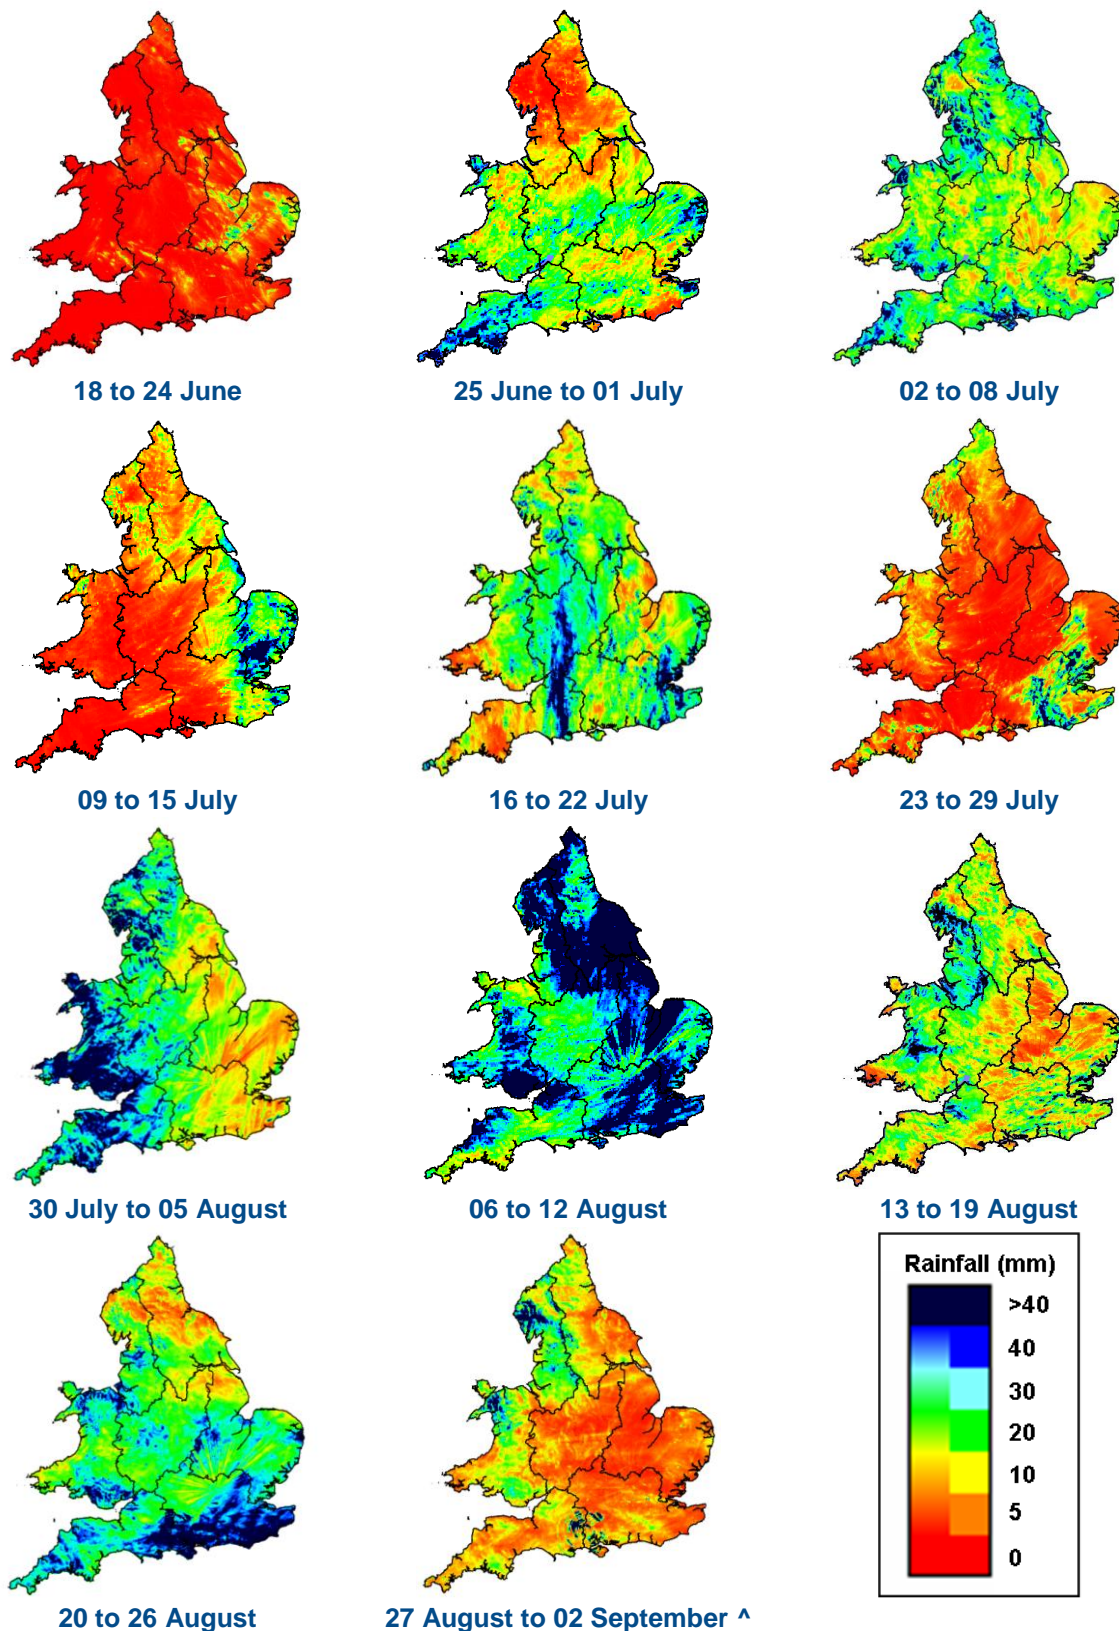 18 to 24 June
25 June to 01 July
02 to 08 July
09 to 15 July
16 to 22 July
23 to 29 July
30 July to 05 August
06 to 12 August
13 to 19 August
20 to 26 August
27 August to 02 September ^
Rainfall (mm)
>40
40
30
20
10
5
0